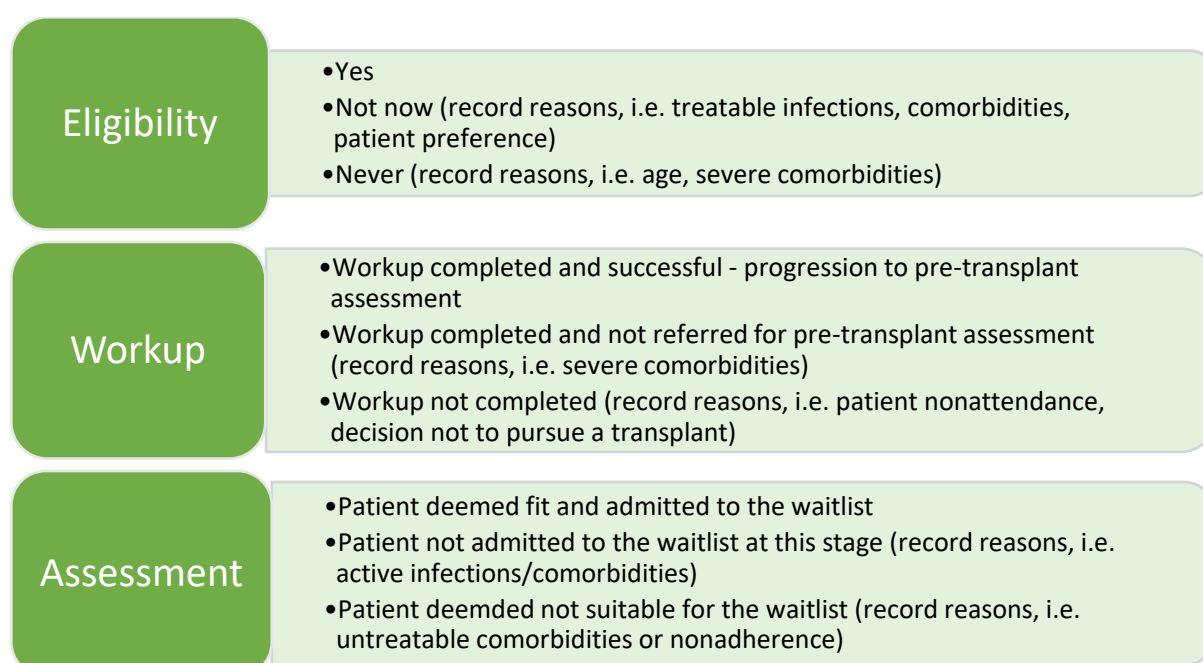 Eligibility
•Yes
•Not now (record reasons, i.e. treatable infections, comorbidities,
patient preference)
•Never (record reasons, i.e. age, severe comorbidities)
Workup
•Workup completed and successful - progression to pre-transplant
assessment
•Workup completed and not referred for pre-transplant assessment
(record reasons, i.e. severe comorbidities)
•Workup not completed (record reasons, i.e. patient nonattendance,
decision not to pursue a transplant)
Assessment
•Patient deemed fit and admitted to the waitlist
•Patient not admitted to the waitlist at this stage (record reasons, i.e.
active infections/comorbidities)
•Patient demded not suitable for the waitlist (record reasons, i.e.
untreatable comorbidities or nonadherence)